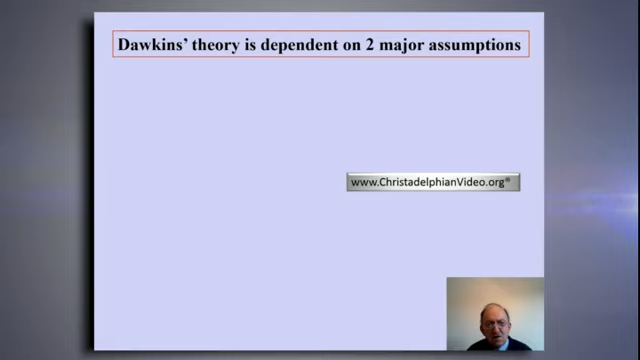 Dawkins' theory is dependent on 2 major assumptions
www.ChristadelphianVideo.org®